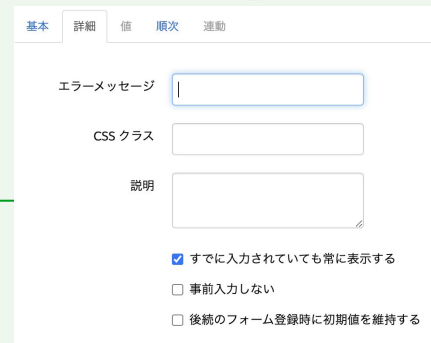 基本 詳細 値 順次 連動
エラーメッセージ
CSS クラス
説明
すでに入力されていても常に表示する
事前入力しない
後続のフォーム登録時に初期値を維持する